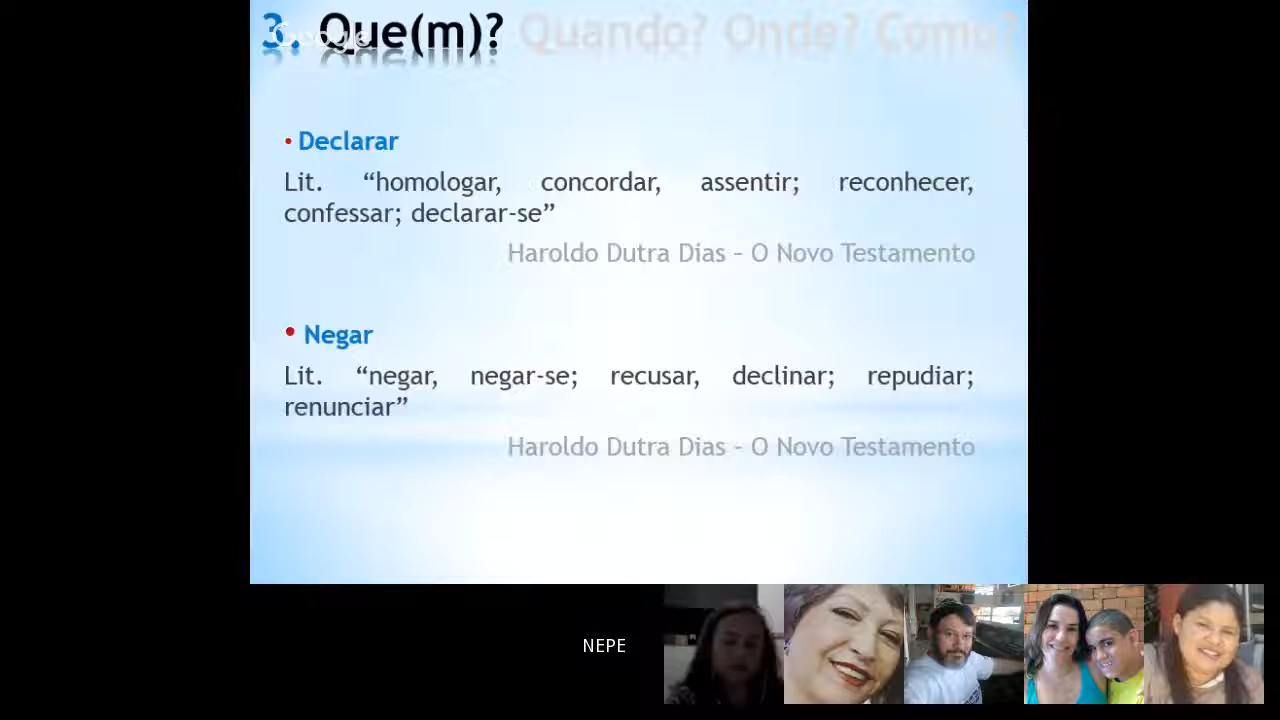 3. Que(m)? Quando? Onde? Como?
Google
• Declarar
Lit. “homologar, concordar, assentir; reconhecer,
confessar; declarar-se”
Haroldo Dutra Dias – O Novo Testamento
• Negar
Lit. “negar, negar-se; recusar, declinar; repudiar;
renunciar”
Haroldo Dutra Dias – O Novo Testamento
NEPE